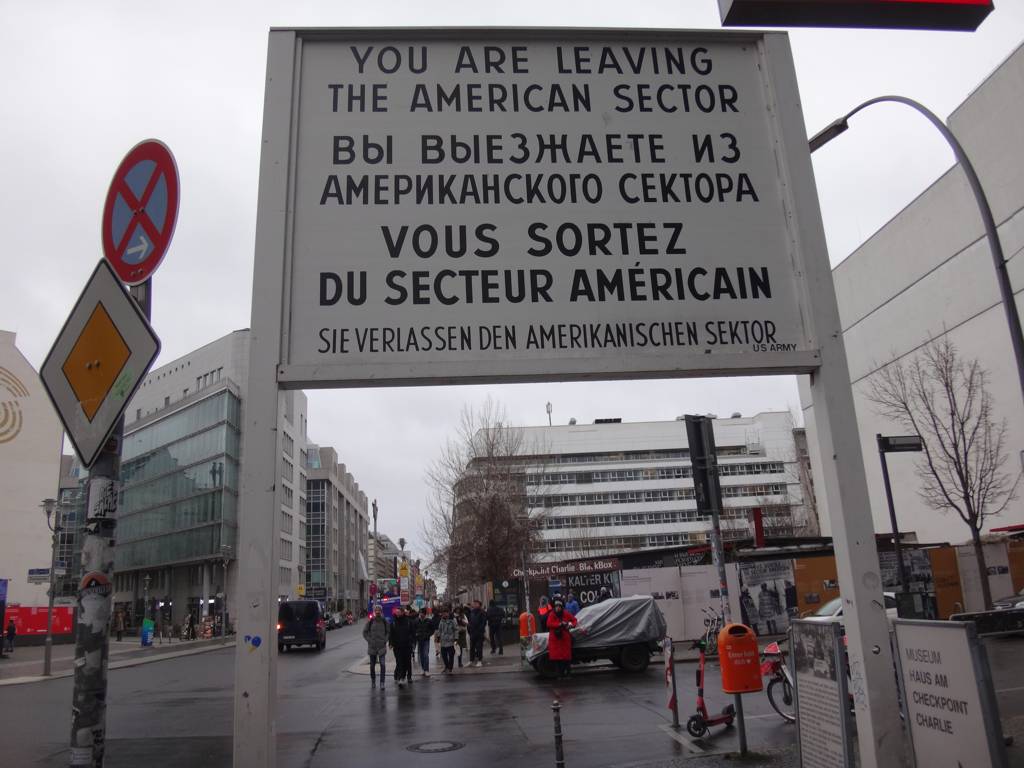 YOU ARE LEAVING
THE AMERICAN SECTOR
ВЫ ВЫЕЗЖАЕТЕ ИЗ
АМЕРИКАНСКОГО СЕКТОРА
VOUS SORTEZ
DU SECTEUR AMÉRICAIN
SIE VERLASSEN DEN AMERIKANISCHEN SEKTOR
US ARMY
Checkpoint Charlie BlackBox
KALTER
MUSEUM
HAUS AM
CHECKPOINT
CHARLIE